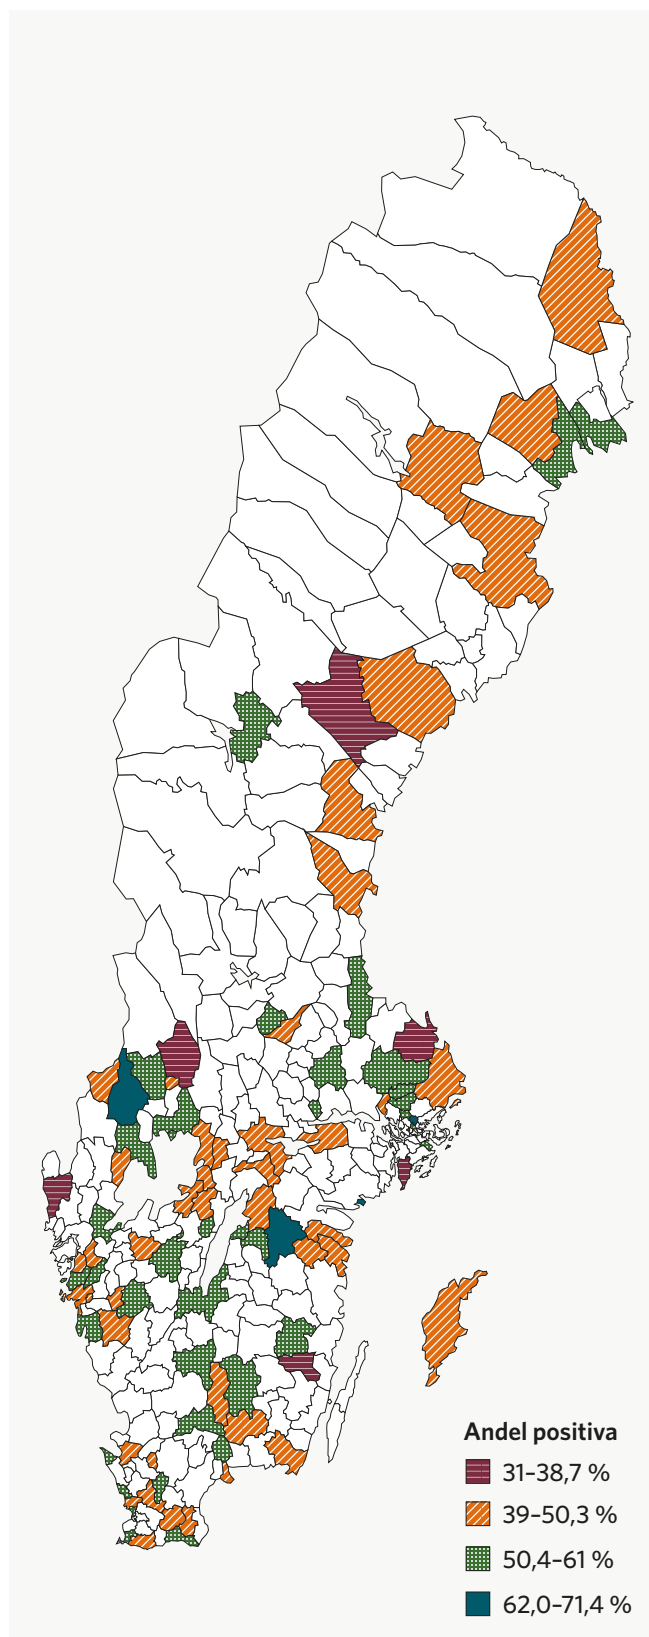 Andel positiva
31–38,7 %
39–50,3 %
50,4–61 %
62,0–71,4 %